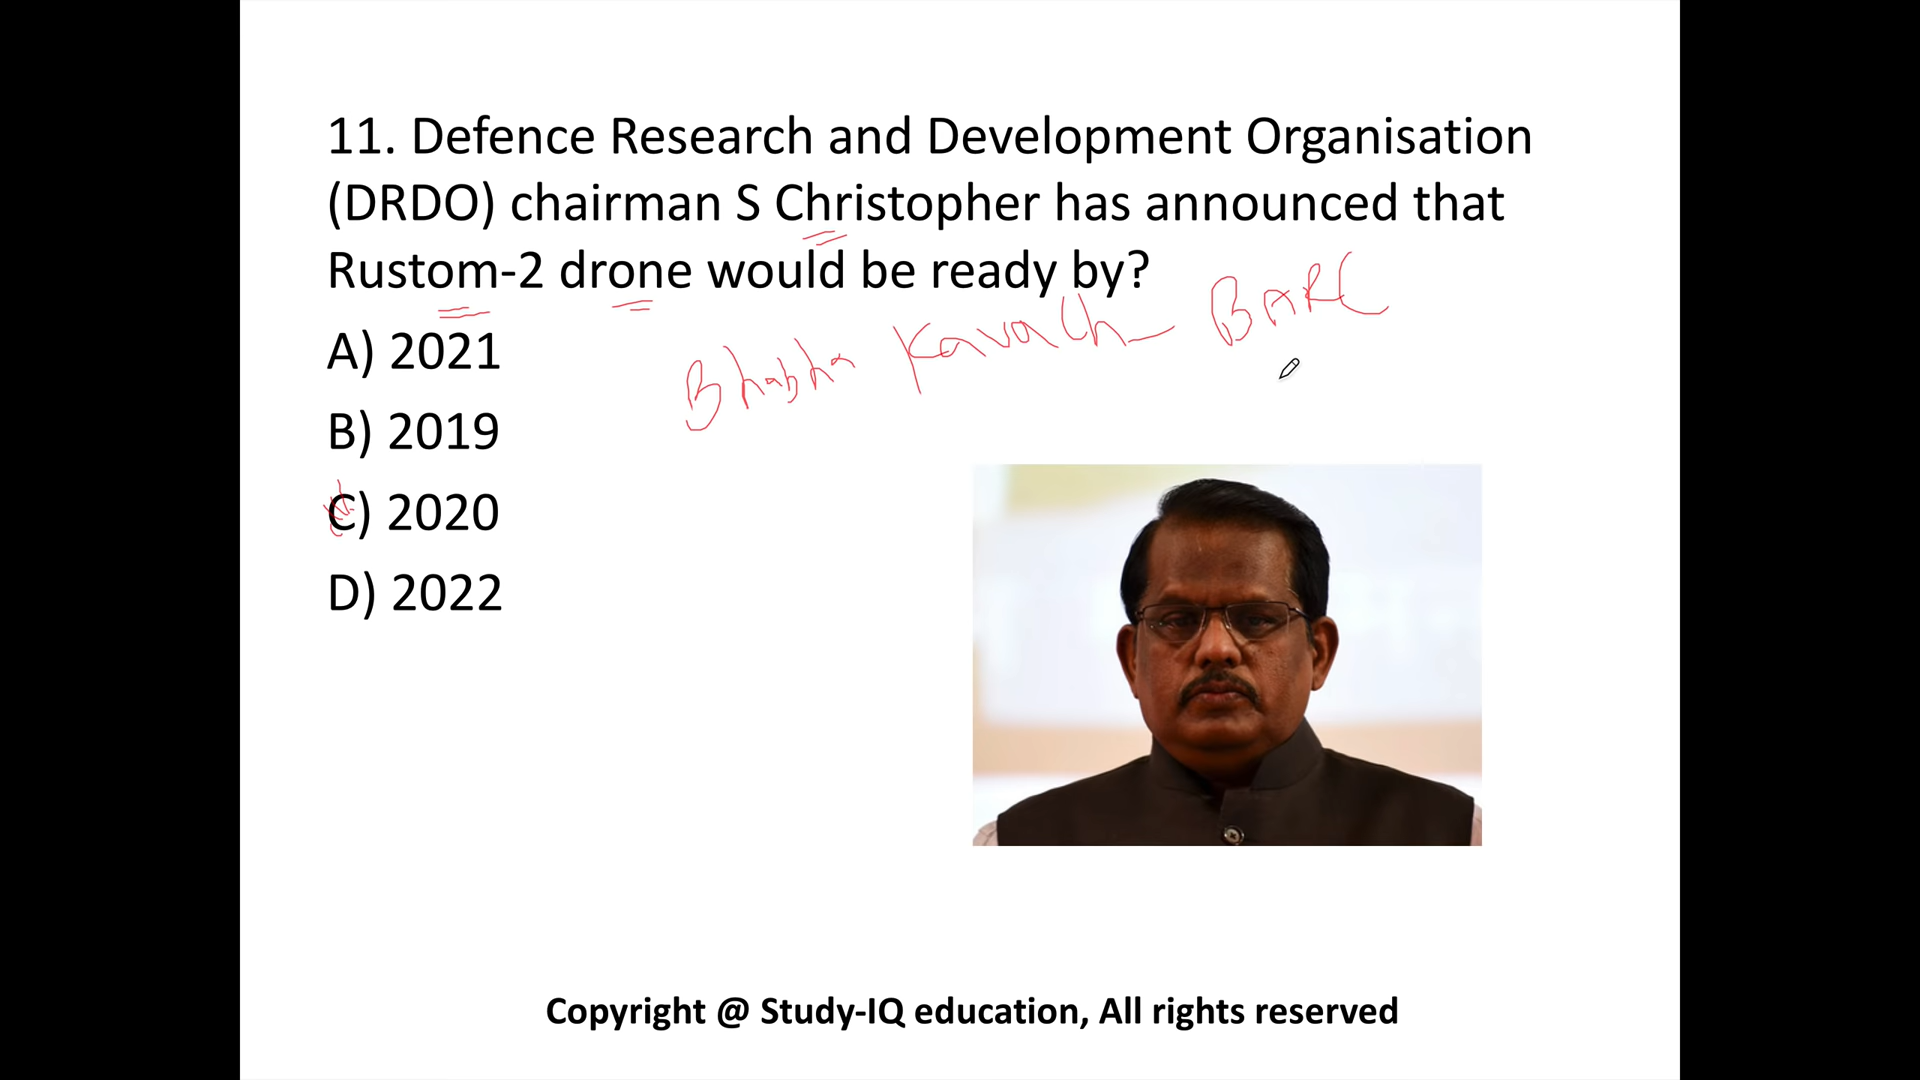 11. Defence Research and Development Organisation
(DRDO) chairman S Christopher has announced that
Rustom-2 drone would be ready by?
Bhabha Kavach BARC
A) 2021
B) 2019
C) 2020
D) 2022
Copyright @ Study-IQ education, All rights reserved